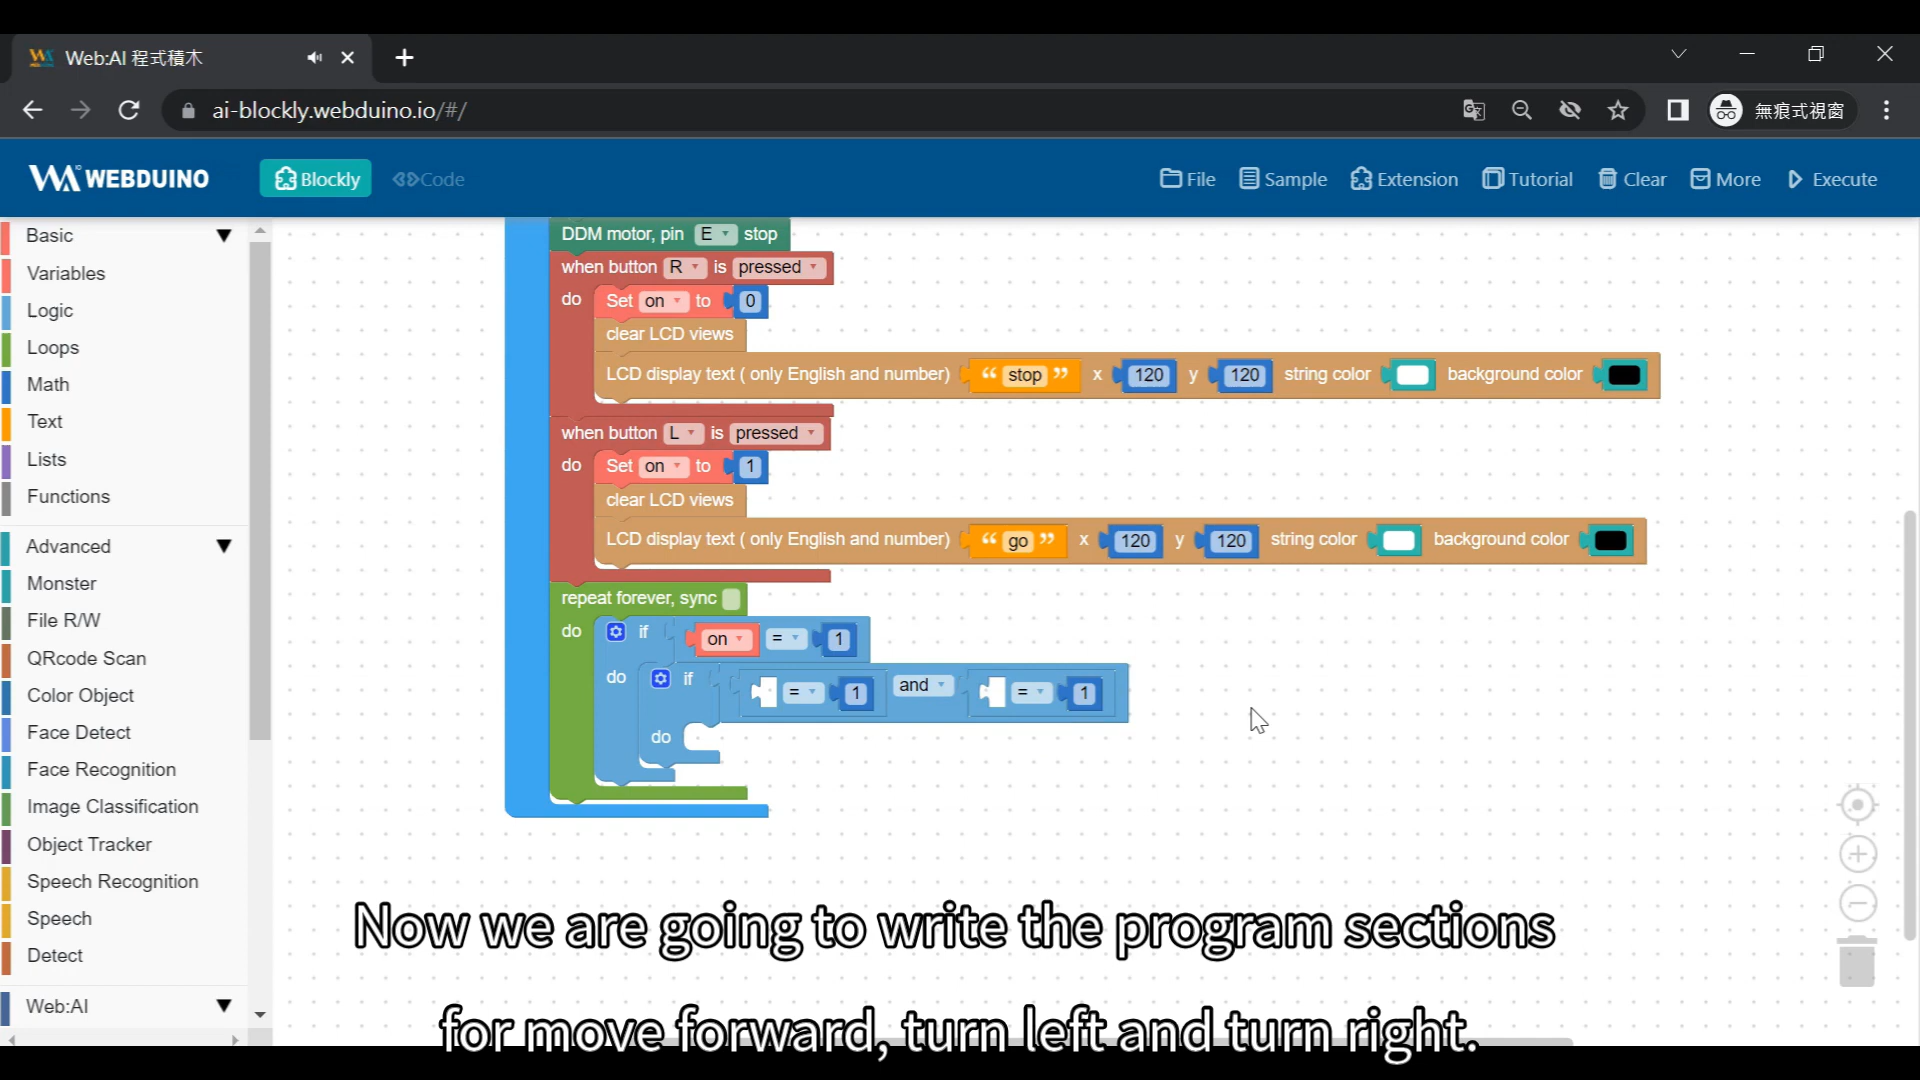 Web:AI 程式積木
ai-blockly.webduino.io/#/
無痕式視窗
WEBDUINO
Blockly
Code
File
Sample
Extension
Tutorial
Clear
More
Execute
Basic
Variables
Logic
Loops
Math
Text
Lists
Functions
Advanced
Monster
File R/W
QRcode Scan
Color Object
Face Detect
Face Recognition
Image Classification
Object Tracker
Speech Recognition
Speech
Detect
Web:AI
DDM motor, pin E stop
when button R is pressed
do Set on to 0
clear LCD views
LCD display text ( only English and number) “ stop ” x 120 y 120 string color background color
when button L is pressed
do Set on to 1
clear LCD views
LCD display text ( only English and number) “ go ” x 120 y 120 string color background color
repeat forever, sync
do if on = 1
do if = 1 and = 1
do
Now we are going to write the program sections
for move forward, turn left and turn right.